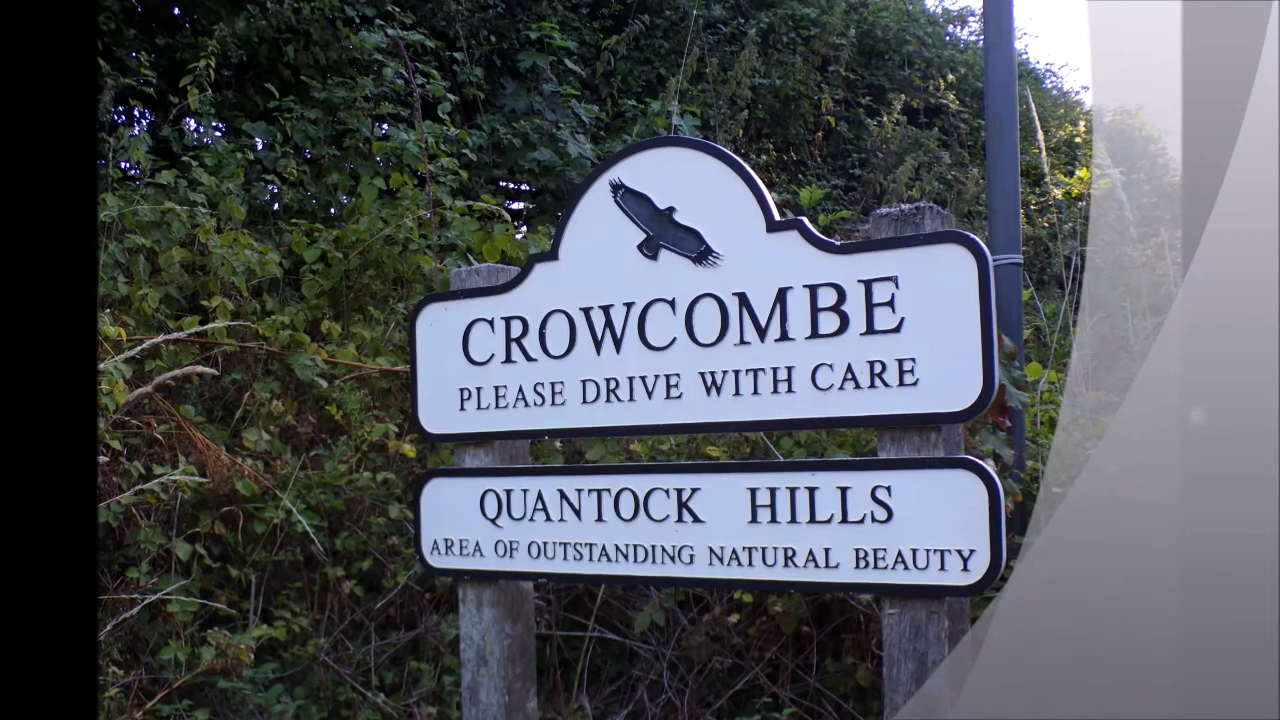 CROWCOMBE
PLEASE DRIVE WITH CARE
QUANTOCK HILLS
AREA OF OUTSTANDING NATURAL BEAUTY